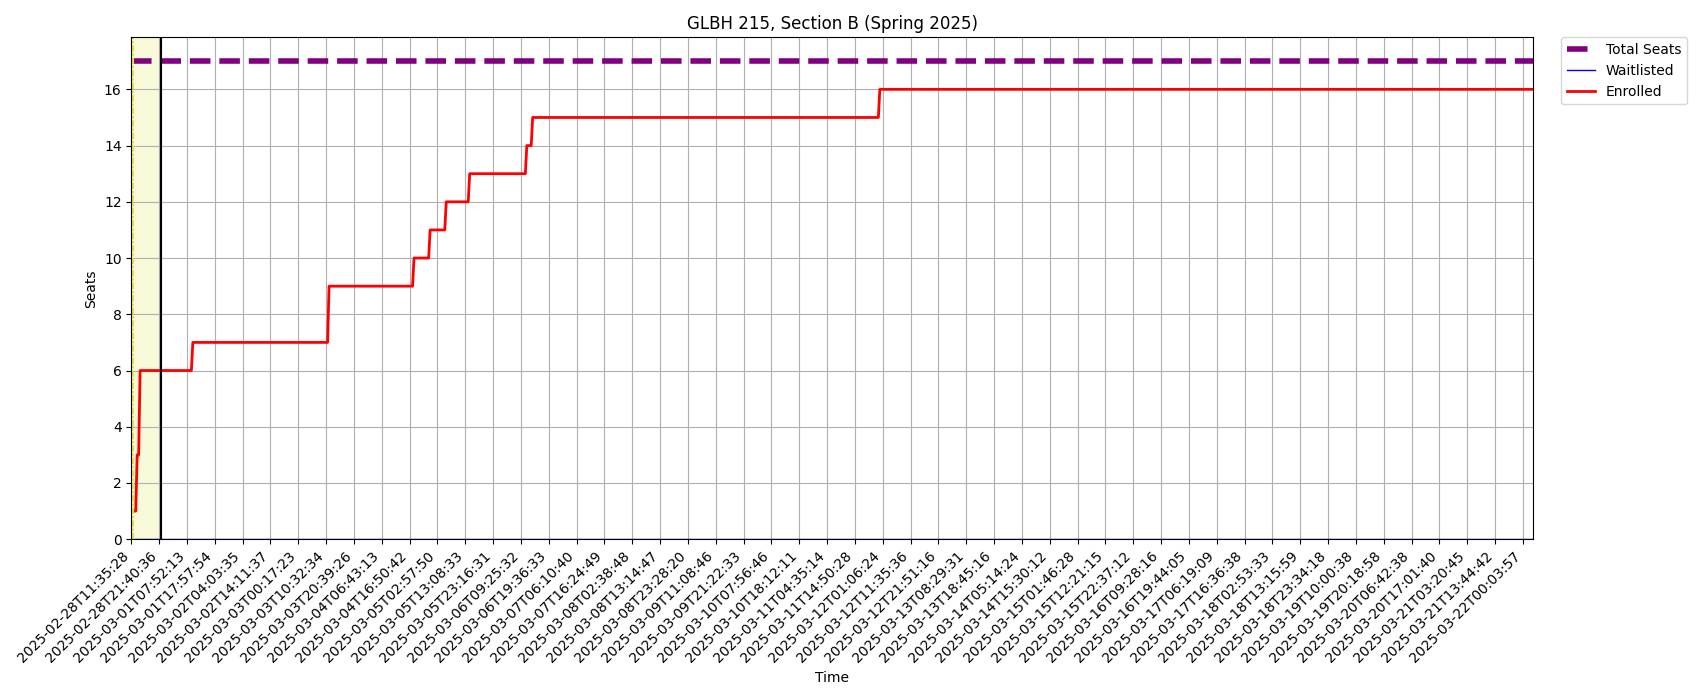 GLBH 215, Section B (Spring 2025)
Total Seats
Waitlisted
Enrolled
Seats
16
14
12
10
8
6
4
2
0
2025-02-28T11:35:28
2025-02-28T21:40:36
2025-03-01T07:52:13
2025-03-01T17:57:54
2025-03-02T04:03:35
2025-03-02T14:11:37
2025-03-03T00:17:23
2025-03-03T10:32:34
2025-03-03T20:39:26
2025-03-04T06:43:13
2025-03-04T16:50:42
2025-03-05T02:57:50
2025-03-05T13:08:33
2025-03-05T23:16:31
2025-03-06T09:25:32
2025-03-06T19:36:33
2025-03-07T06:10:40
2025-03-07T16:24:49
2025-03-08T02:38:48
2025-03-08T13:14:47
2025-03-08T23:28:20
2025-03-09T11:08:46
2025-03-09T21:22:33
2025-03-10T07:56:46
2025-03-10T18:12:11
2025-03-11T04:35:14
2025-03-11T14:50:28
2025-03-12T01:06:24
2025-03-12T11:35:36
2025-03-12T21:51:16
2025-03-13T08:29:31
2025-03-13T18:45:16
2025-03-14T05:14:24
2025-03-14T15:30:12
2025-03-15T01:46:28
2025-03-15T12:21:15
2025-03-15T22:37:12
2025-03-16T09:28:16
2025-03-16T19:44:05
2025-03-17T06:19:09
2025-03-17T16:36:38
2025-03-18T02:53:33
2025-03-18T13:15:59
2025-03-18T23:34:18
2025-03-19T10:00:38
2025-03-19T20:18:58
2025-03-20T06:42:38
2025-03-20T17:01:40
2025-03-21T03:20:45
2025-03-21T13:44:42
2025-03-22T00:03:57
Time